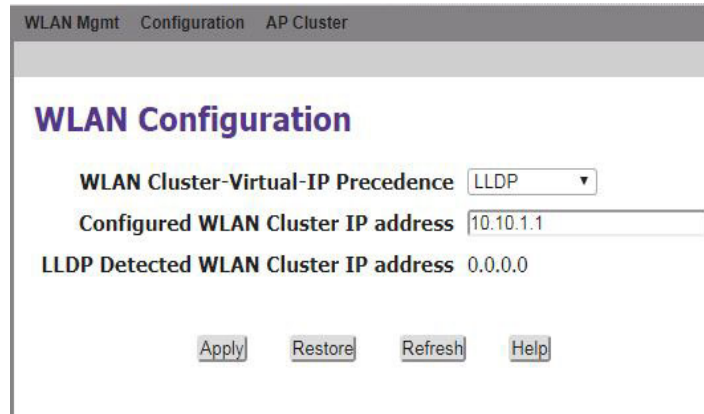 WLAN Mgmt Configuration AP Cluster
WLAN Configuration
WLAN Cluster-Virtual-IP Precedence LLDP
Configured WLAN Cluster IP address 10.10.1.1
LLDP Detected WLAN Cluster IP address 0.0.0.0
Apply Restore Refresh Help